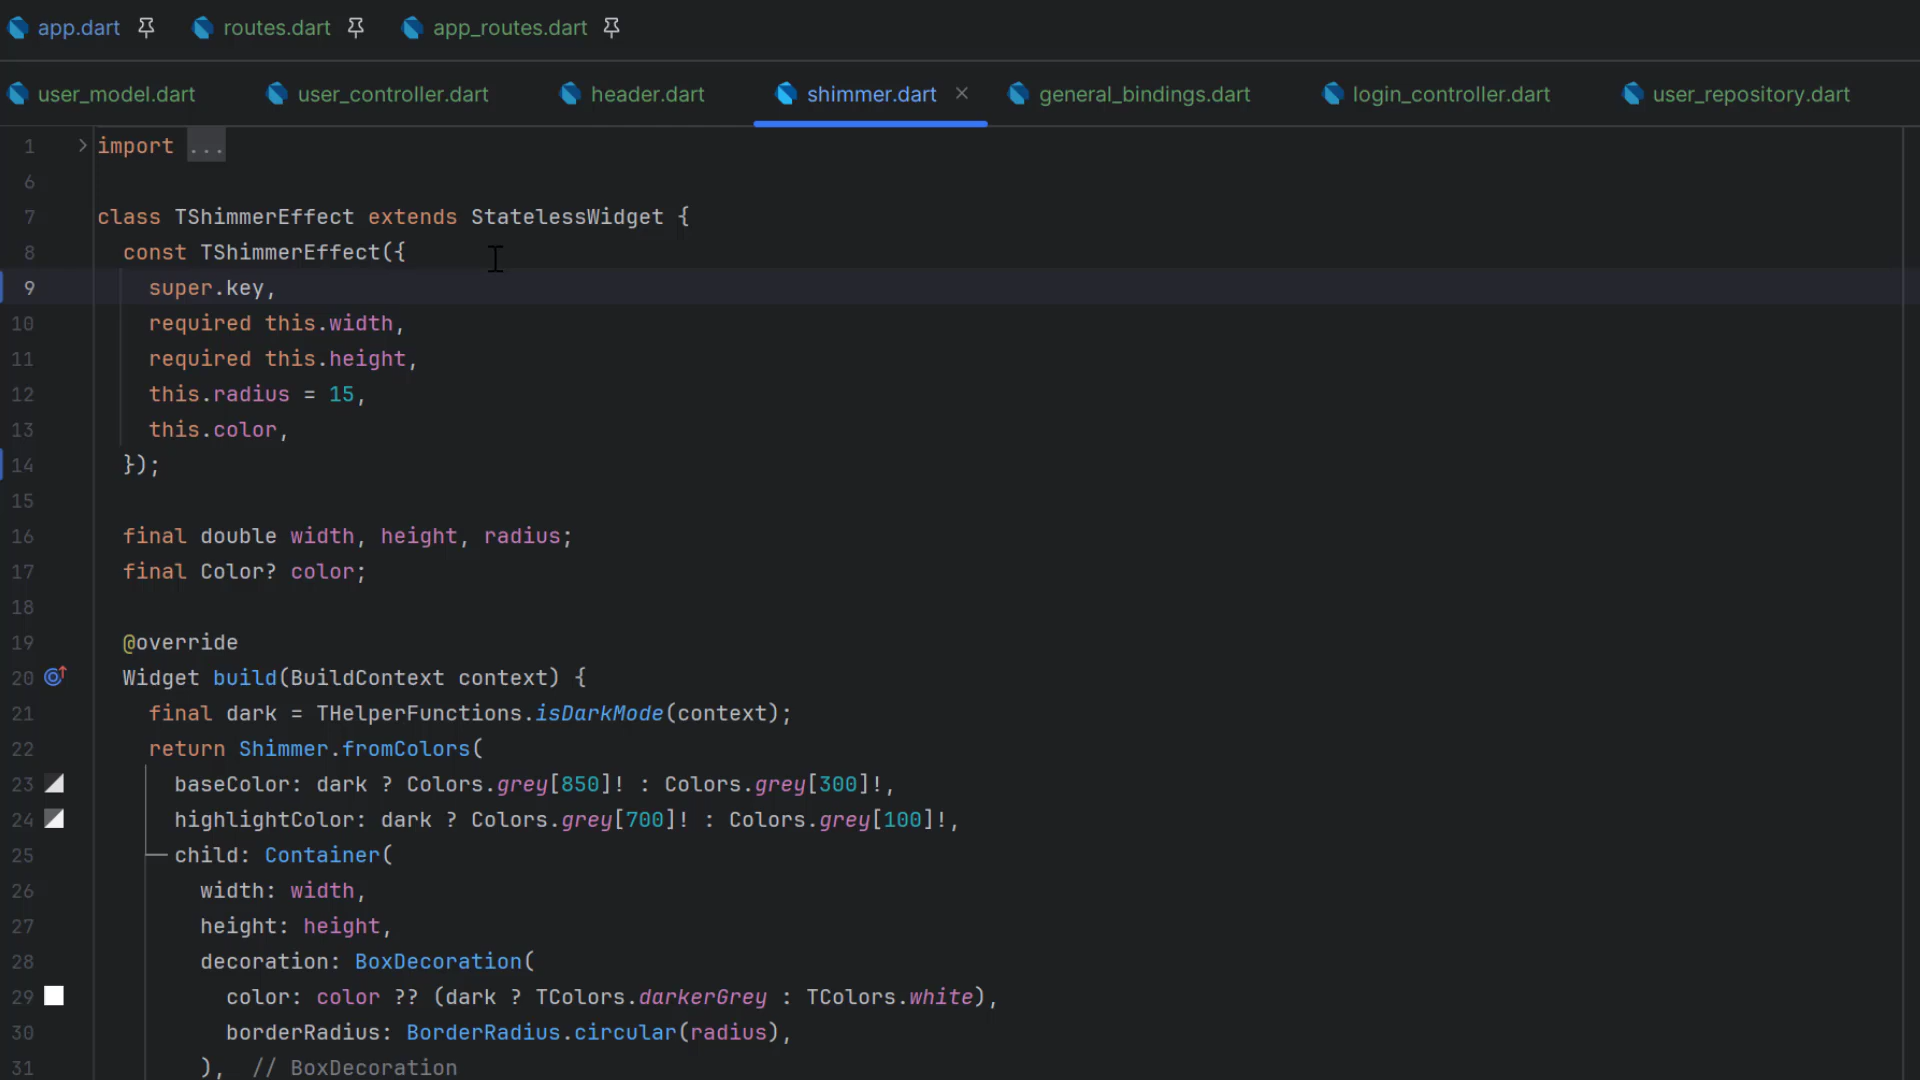 app.dart routes.dart app_routes.dart
user_model.dart user_controller.dart header.dart shimmer.dart × general_bindings.dart login_controller.dart user_repository.dart
1 > import ...
6
7 class TShimmerEffect extends StatelessWidget {
8 const TShimmerEffect({
9 super.key,
10 required this.width,
11 required this.height,
12 this.radius = 15,
13 this.color,
14 });
15
16 final double width, height, radius;
17 final Color? color;
18
19 @override
20 Widget build(BuildContext context) {
21 final dark = THelperFunctions.isDarkMode(context);
22 return Shimmer.fromColors(
23 baseColor: dark ? Colors.grey[850]! : Colors.grey[300]!,
24 highlightColor: dark ? Colors.grey[700]! : Colors.grey[100]!,
25 child: Container(
26 width: width,
27 height: height,
28 decoration: BoxDecoration(
29 color: color ?? (dark ? TColors.darkerGrey : TColors.white),
30 borderRadius: BorderRadius.circular(radius),
31 ), // BoxDecoration